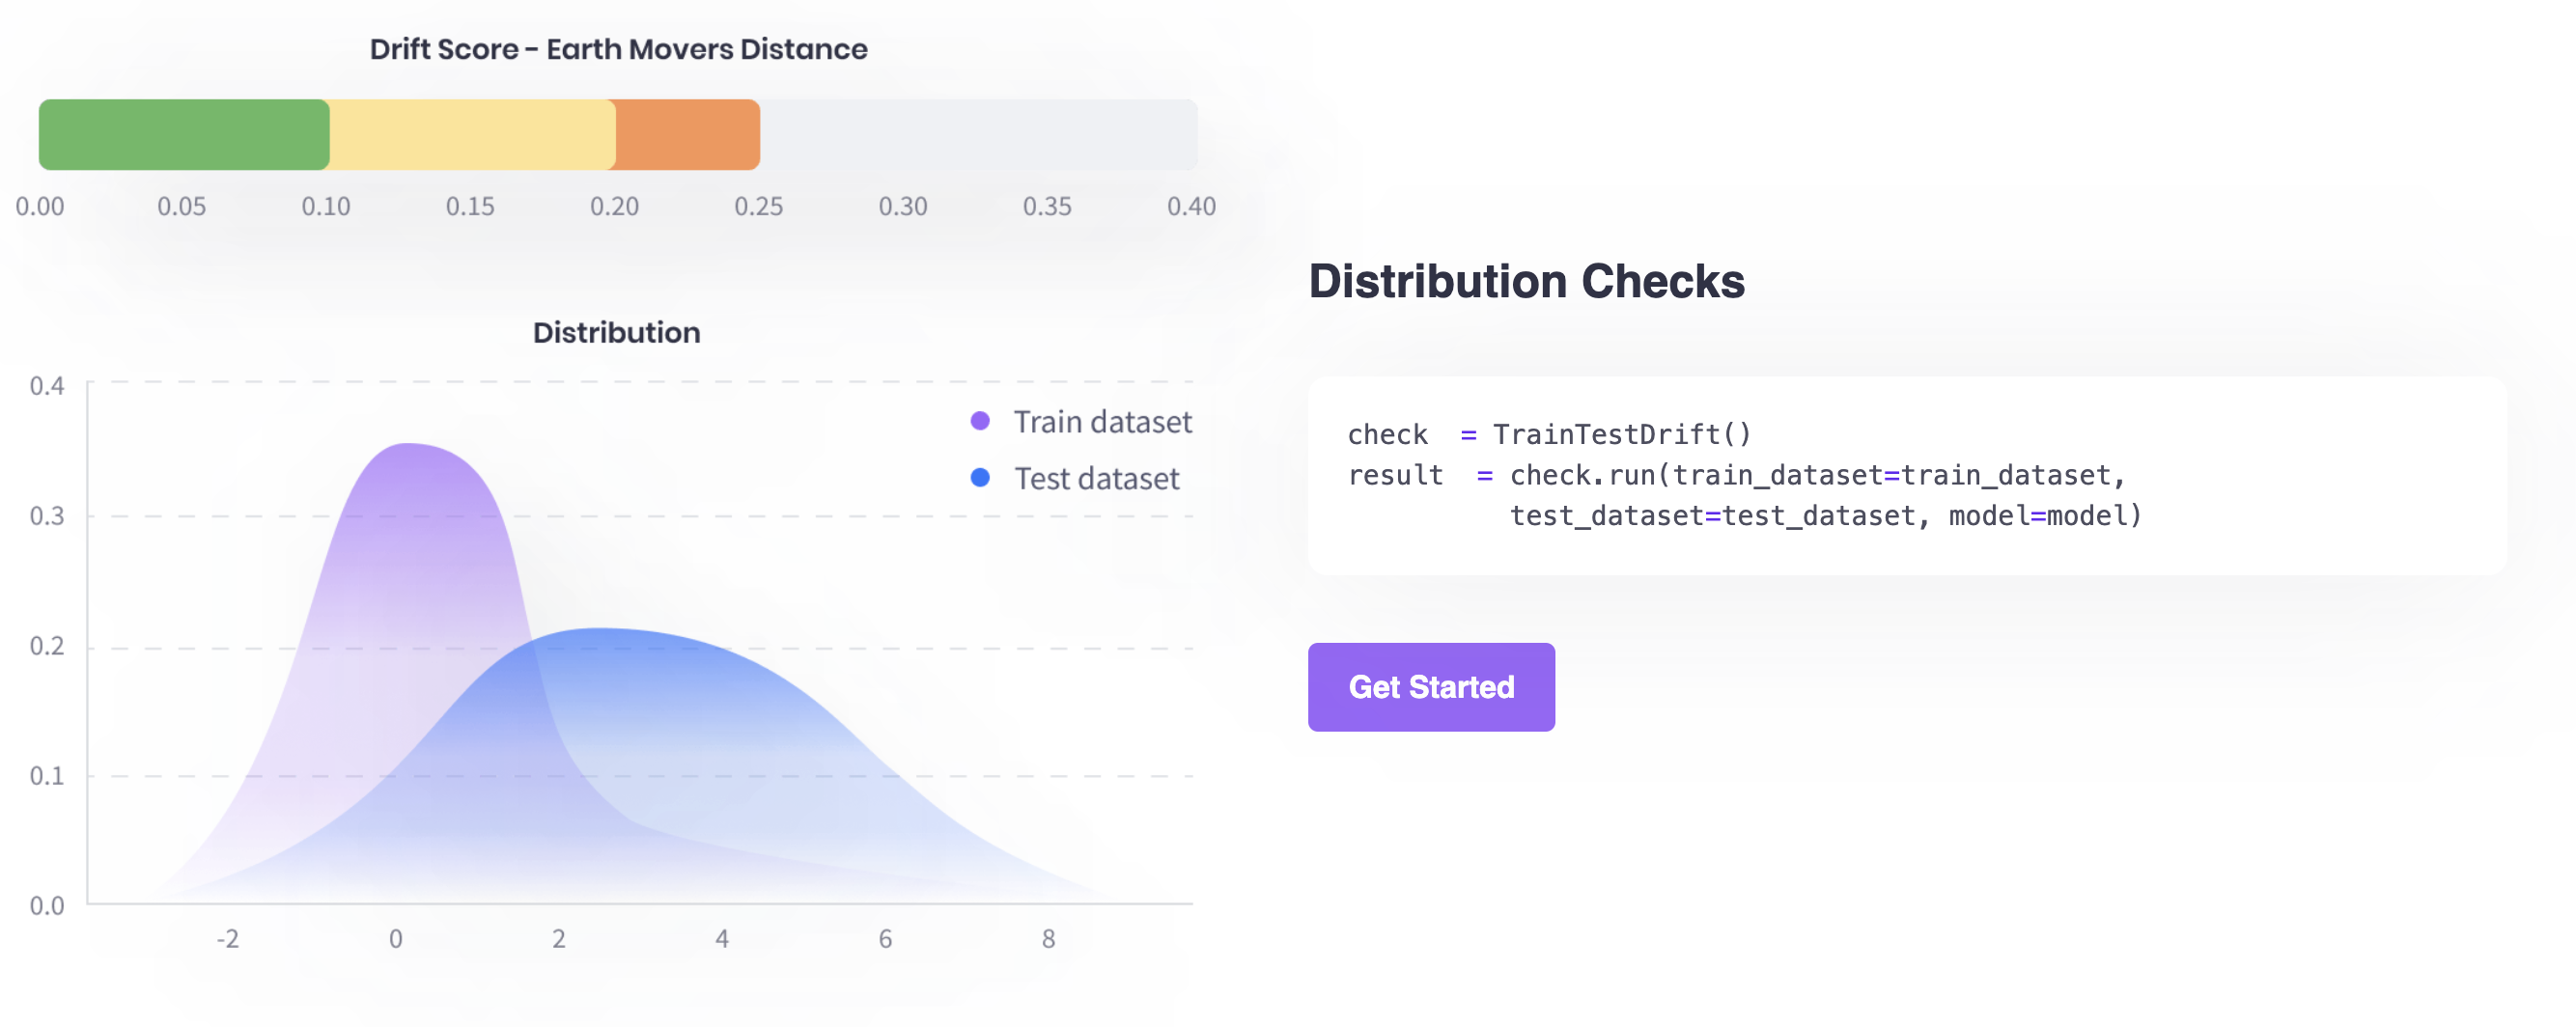 Drift Score - Earth Movers Distance
0.00 0.05 0.10 0.15 0.20 0.25 0.30 0.35 0.40
Distribution
0.4
0.3
0.2
0.1
0.0
-2 0 2 4 6 8
Train dataset
Test dataset
Distribution Checks
check  = TrainTestDrift()
result  = check.run(train_dataset=train_dataset,
          test_dataset=test_dataset, model=model)
Get Started